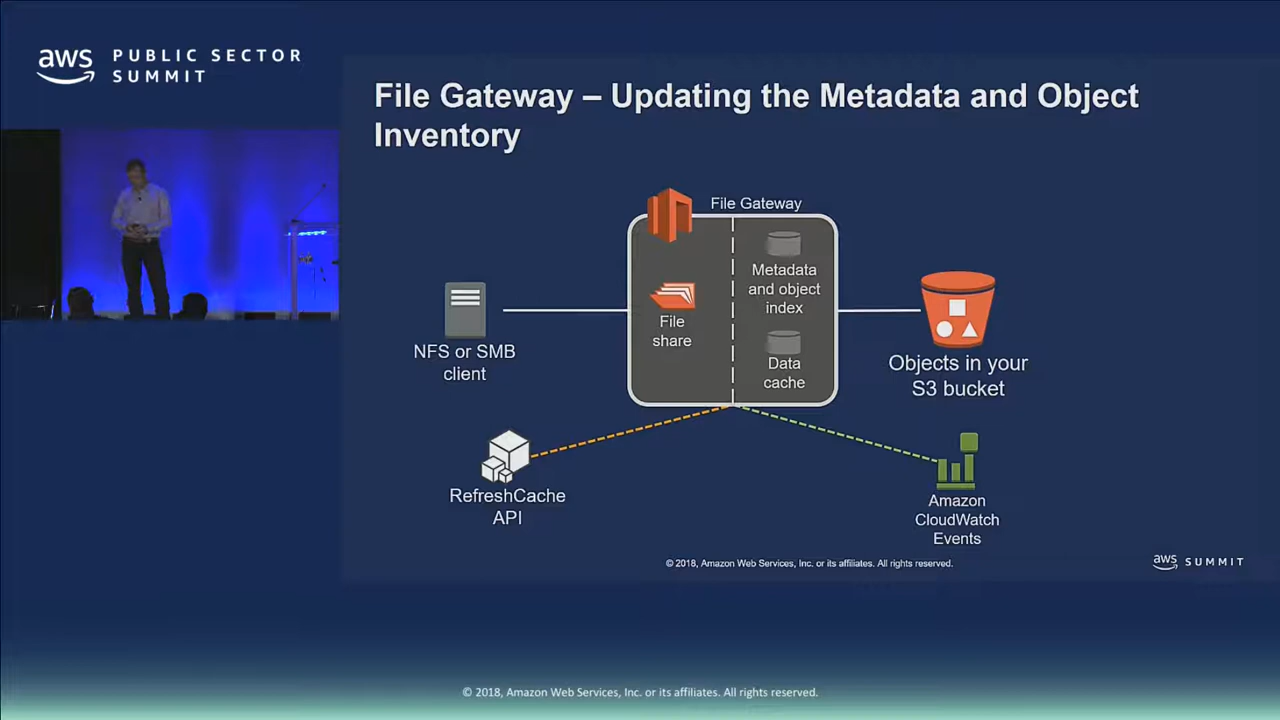 aws PUBLIC SECTOR
SUMMIT
File Gateway – Updating the Metadata and Object
Inventory
File Gateway
Metadata
and object
index
File
share
Data
cache
NFS or SMB
client
Objects in your
S3 bucket
RefreshCache
API
Amazon
CloudWatch
Events
© 2018, Amazon Web Services, Inc. or its affiliates. All rights reserved.
aws SUMMIT
© 2018, Amazon Web Services, Inc. or its affiliates. All rights reserved.